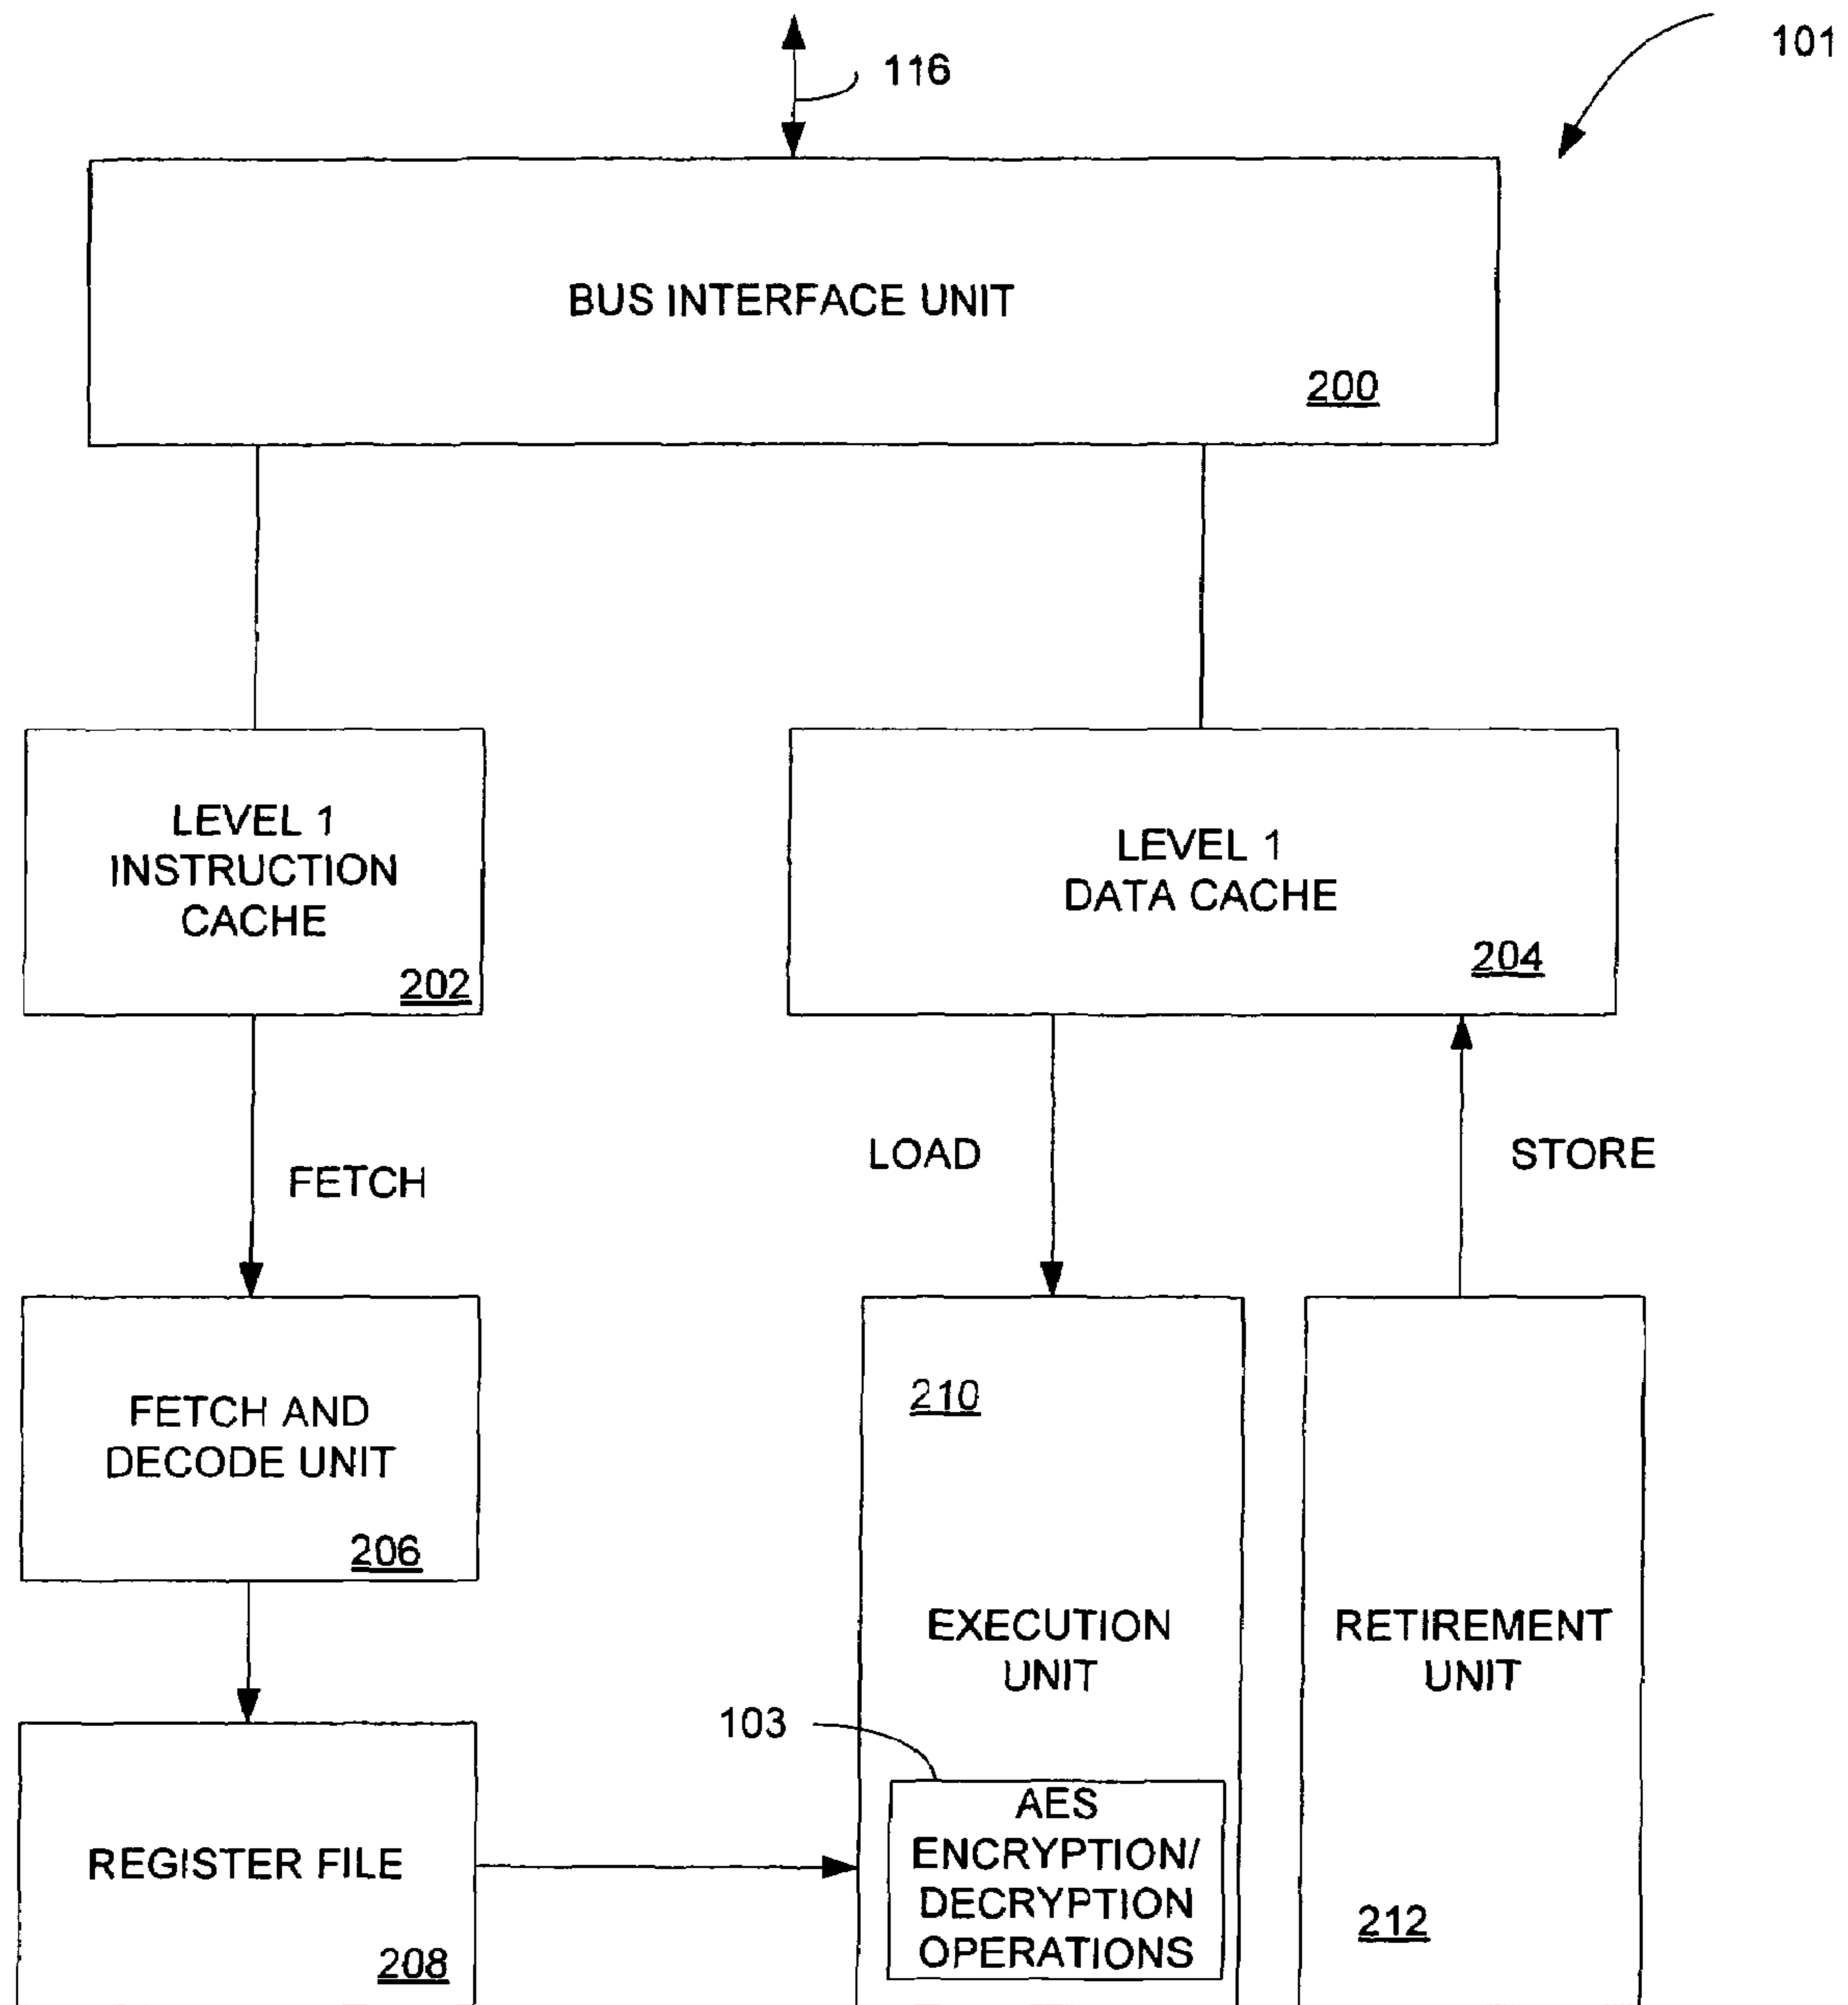 101
116
BUS INTERFACE UNIT
200
LEVEL 1
INSTRUCTION
CACHE
202
LEVEL 1
DATA CACHE
204
FETCH
LOAD
STORE
FETCH AND
DECODE UNIT
206
210
EXECUTION
UNIT
RETIREMENT
UNIT
103
REGISTER FILE
208
AES
ENCRYPTION/
DECRYPTION
OPERATIONS
212